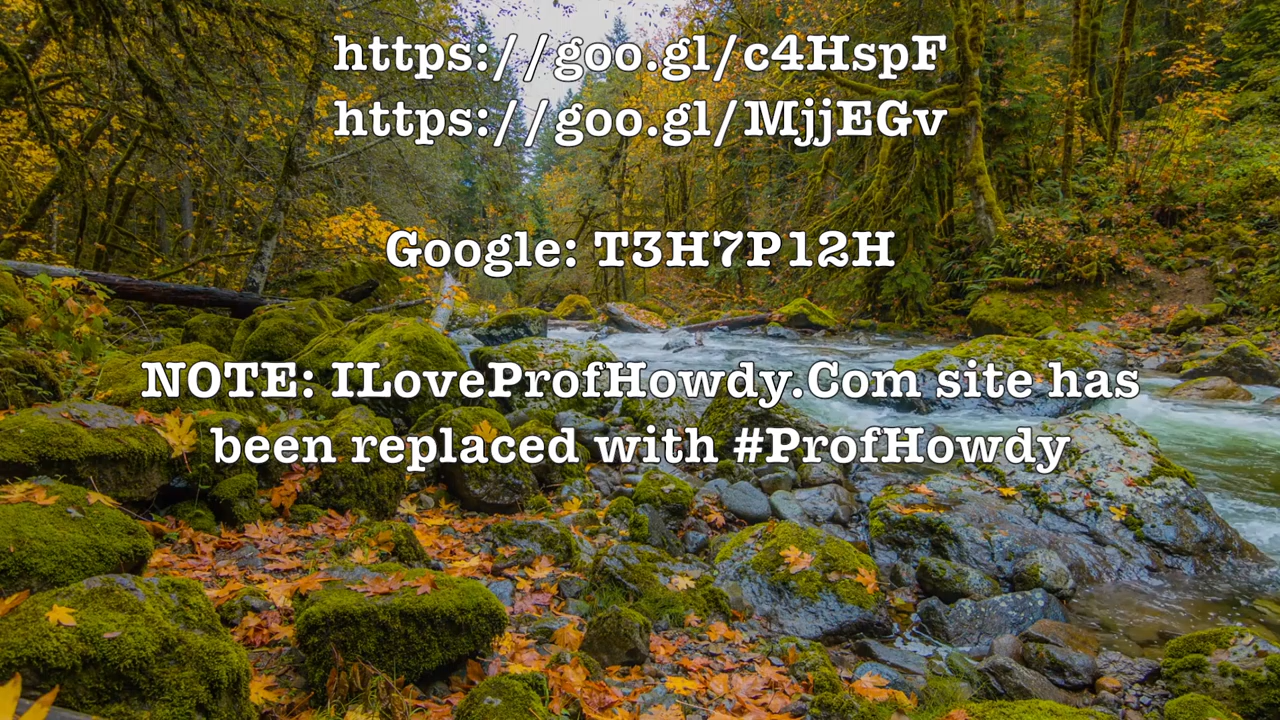 https://goo.gl/c4HspF
https://goo.gl/MjjEGv
Google: T3H7P12H
NOTE: ILoveProfHowdy.Com site has
been replaced with #ProfHowdy